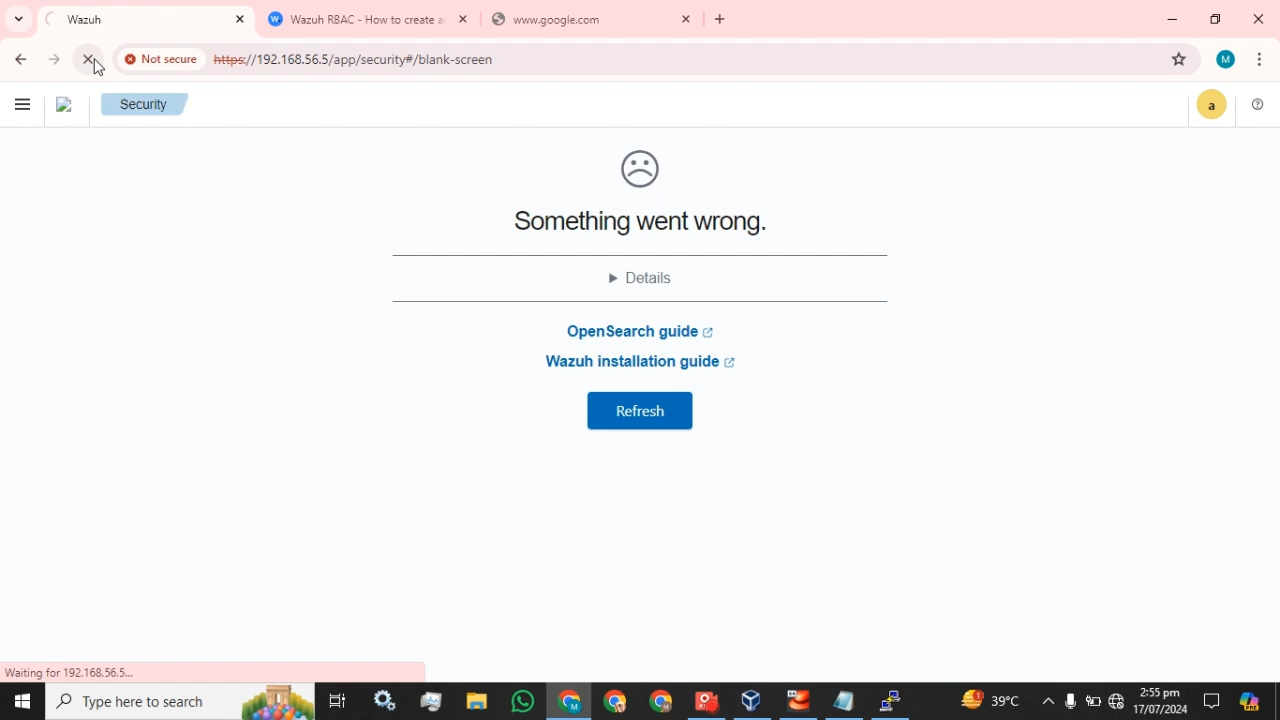 Wazuh
Wazuh RBAC - How to create a
www.google.com
Not secure
https://192.168.56.5/app/security#/blank-screen
M
Security
a
Something went wrong.
Details
OpenSearch guide
Wazuh installation guide
Refresh
Waiting for 192.168.56.5...
Type here to search
39°C
2:55 pm
17/07/2024